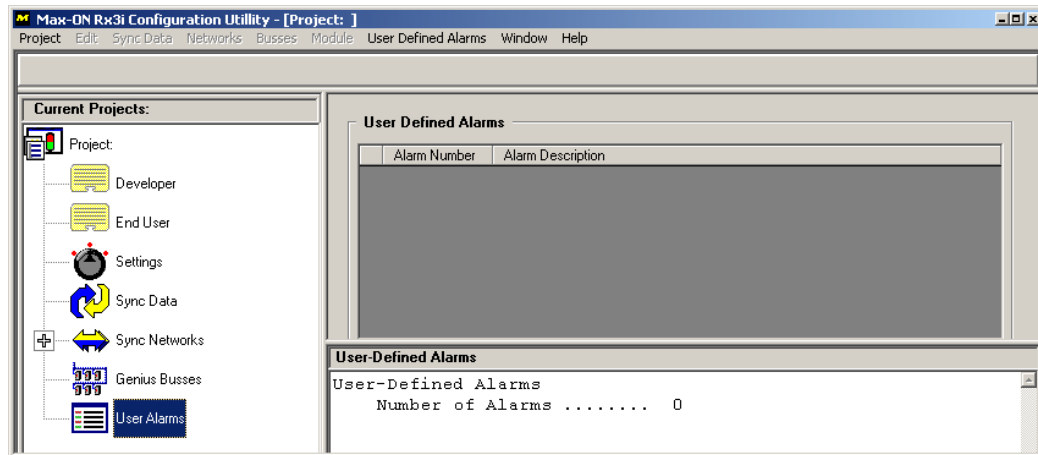 Max-ON Rx3i Configuration Utillity - [Project: ]
Project Edit Sync Data Networks Busses Module User Defined Alarms Window Help
Current Projects:
Project:
Developer
End User
Settings
Sync Data
Sync Networks
Genius Busses
User Alarms
User Defined Alarms
Alarm Number Alarm Description
User-Defined Alarms
User-Defined Alarms
Number of Alarms ........ 0